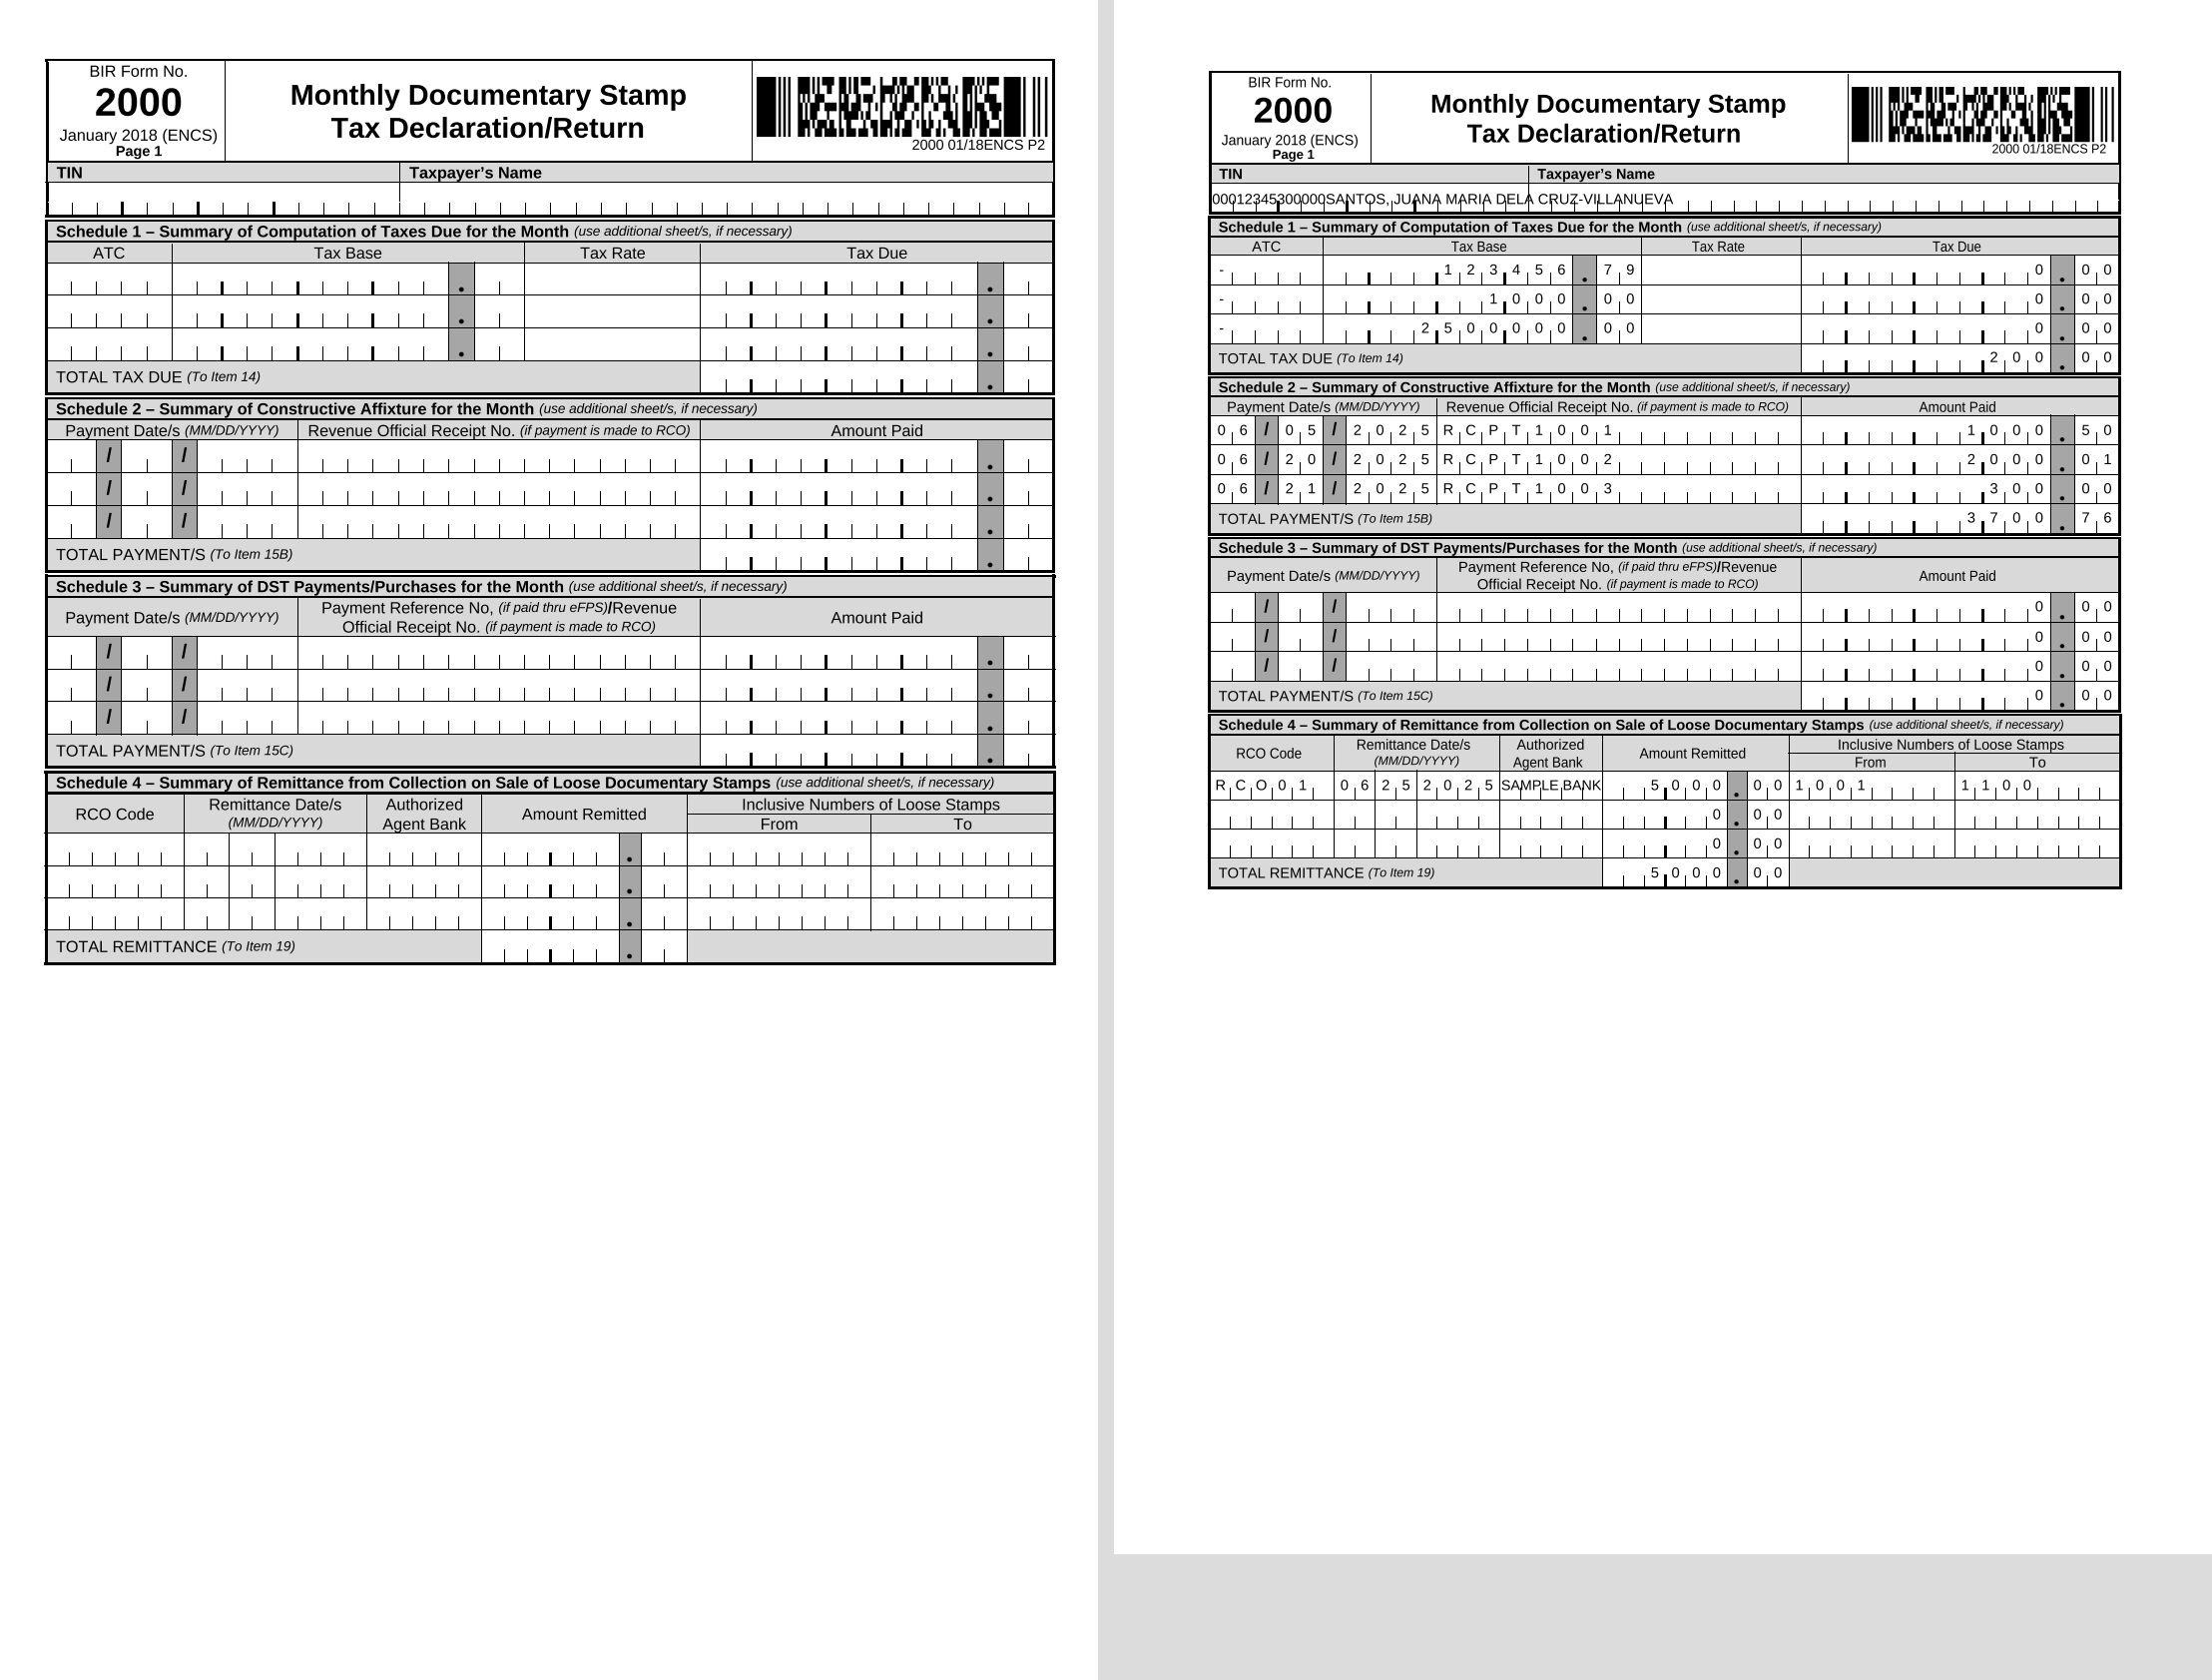 BIR Form No.
2000
January 2018 (ENCS)
Page 1
Monthly Documentary Stamp
Tax Declaration/Return
2000 01/18ENCS P2
TIN Taxpayer's Name
Schedule 1 – Summary of Computation of Taxes Due for the Month (use additional sheet/s, if necessary)
ATC Tax Base Tax Rate Tax Due
.  .
.  .
.  .
TOTAL TAX DUE (To Item 14) .
Schedule 2 – Summary of Constructive Affixture for the Month (use additional sheet/s, if necessary)
Payment Date/s (MM/DD/YYYY) Revenue Official Receipt No. (if payment is made to RCO) Amount Paid
/ / .
/ / .
/ / .
TOTAL PAYMENT/S (To Item 15B) .
Schedule 3 – Summary of DST Payments/Purchases for the Month (use additional sheet/s, if necessary)
Payment Date/s (MM/DD/YYYY) Payment Reference No, (if paid thru eFPS)/Revenue
Official Receipt No. (if payment is made to RCO) Amount Paid
/ / .
/ / .
/ / .
TOTAL PAYMENT/S (To Item 15C) .
Schedule 4 – Summary of Remittance from Collection on Sale of Loose Documentary Stamps (use additional sheet/s, if necessary)
RCO Code Remittance Date/s
(MM/DD/YYYY) Authorized
Agent Bank Amount Remitted Inclusive Numbers of Loose Stamps
From To
.
.
.
TOTAL REMITTANCE (To Item 19) .
BIR Form No.
2000
January 2018 (ENCS)
Page 1
Monthly Documentary Stamp
Tax Declaration/Return
2000 01/18ENCS P2
TIN Taxpayer's Name
00012345300000SANTOS, JUANA MARIA DELA CRUZ-VILLANUEVA
Schedule 1 – Summary of Computation of Taxes Due for the Month (use additional sheet/s, if necessary)
ATC Tax Base Tax Rate Tax Due
- 123456.79 0.00
- 1000.00 0.00
- 2500000.00 0.00
TOTAL TAX DUE (To Item 14) 200.00
Schedule 2 – Summary of Constructive Affixture for the Month (use additional sheet/s, if necessary)
Payment Date/s (MM/DD/YYYY) Revenue Official Receipt No. (if payment is made to RCO) Amount Paid
06/05/2025 RCPT1001 1000.50
06/20/2025 RCPT1002 2000.01
06/21/2025 RCPT1003 300.00
TOTAL PAYMENT/S (To Item 15B) 3700.76
Schedule 3 – Summary of DST Payments/Purchases for the Month (use additional sheet/s, if necessary)
Payment Date/s (MM/DD/YYYY) Payment Reference No, (if paid thru eFPS)/Revenue
Official Receipt No. (if payment is made to RCO) Amount Paid
/ / 0.00
/ / 0.00
/ / 0.00
TOTAL PAYMENT/S (To Item 15C) 0.00
Schedule 4 – Summary of Remittance from Collection on Sale of Loose Documentary Stamps (use additional sheet/s, if necessary)
RCO Code Remittance Date/s
(MM/DD/YYYY) Authorized
Agent Bank Amount Remitted Inclusive Numbers of Loose Stamps
From To
RCO01 06252025 SAMPLE BANK 5000.00 1001 1100
0.00
0.00
TOTAL REMITTANCE (To Item 19) 5000.00